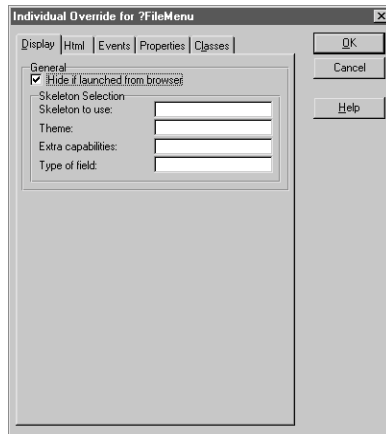 Individual Override for ?FileMenu
Display Html Events Properties Classes
OK
Cancel
Help
General
Hide if launched from browser
Skeleton Selection
Skeleton to use:
Theme:
Extra capabilities:
Type of field: